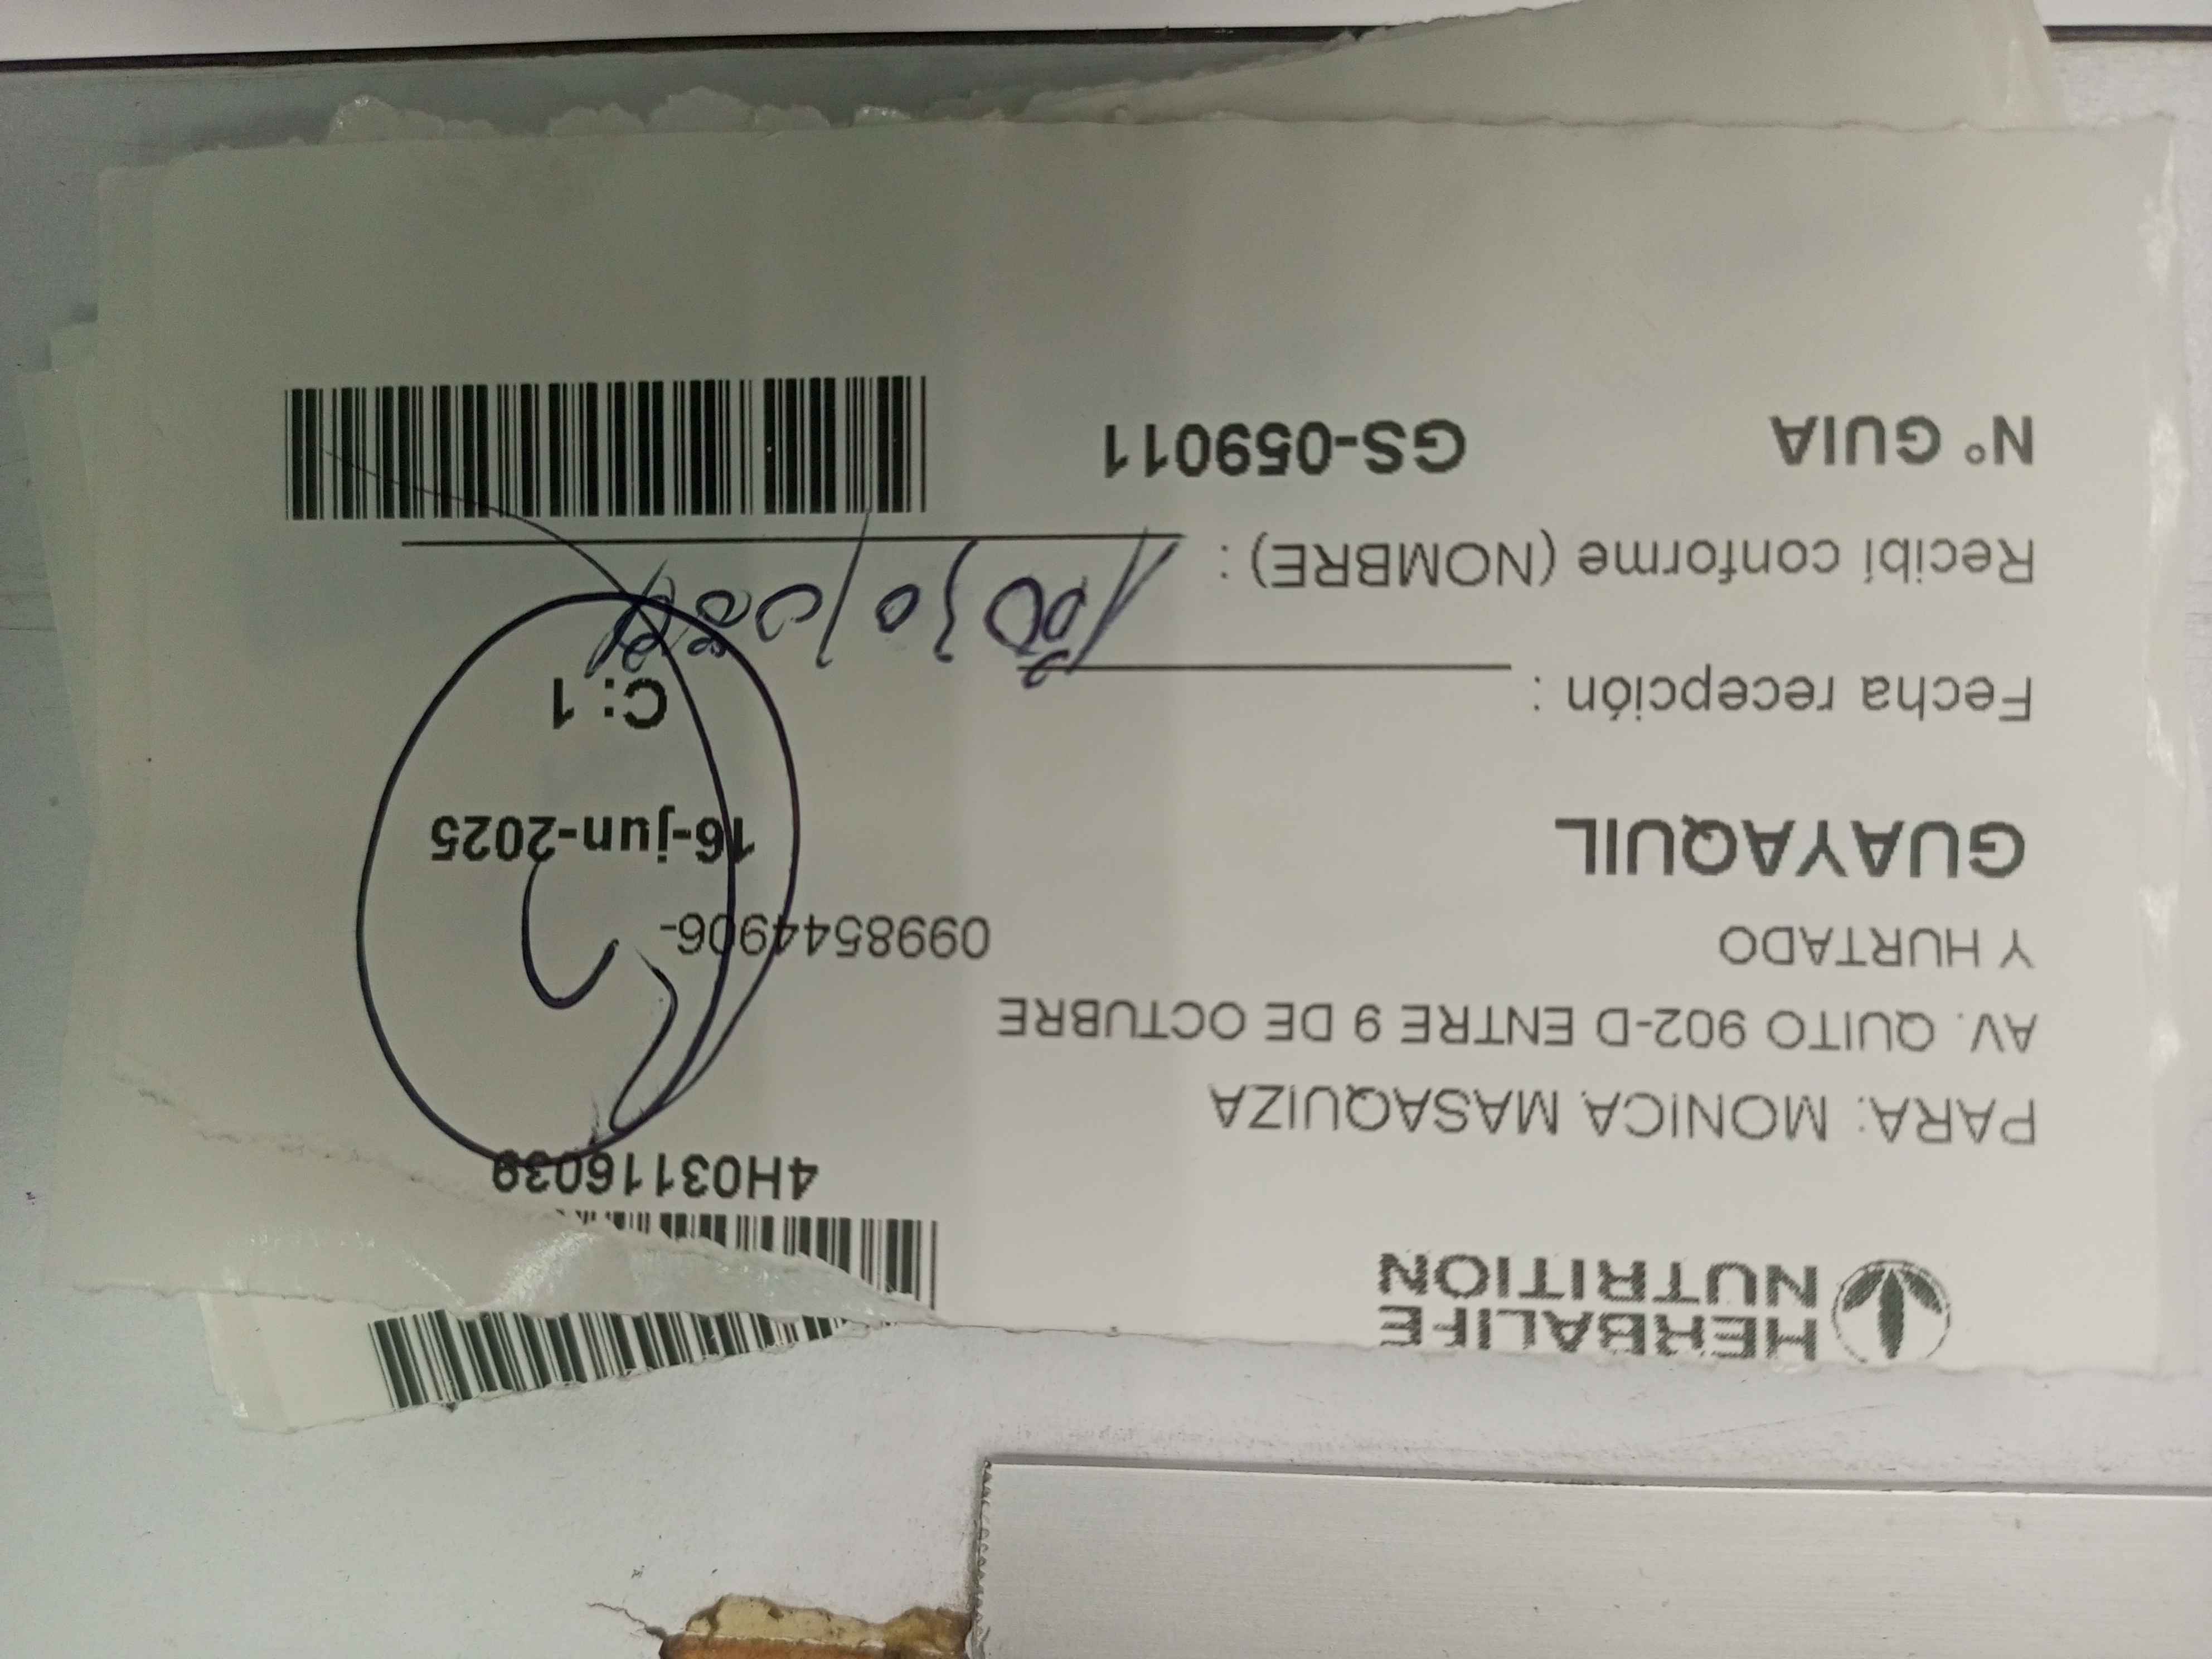 HERBALIFE
NUTRITION
4H03116039
PARA: MONICA MASAQUIZA
AV. QUITO 902-D ENTRE 9 DE OCTUBRE
Y HURTADO
0998544906-
GUAYAQUIL
16-jun-2025
Fecha recepción :
C: 1
Recibí conforme (NOMBRE) :
N° GUIA GS-059011